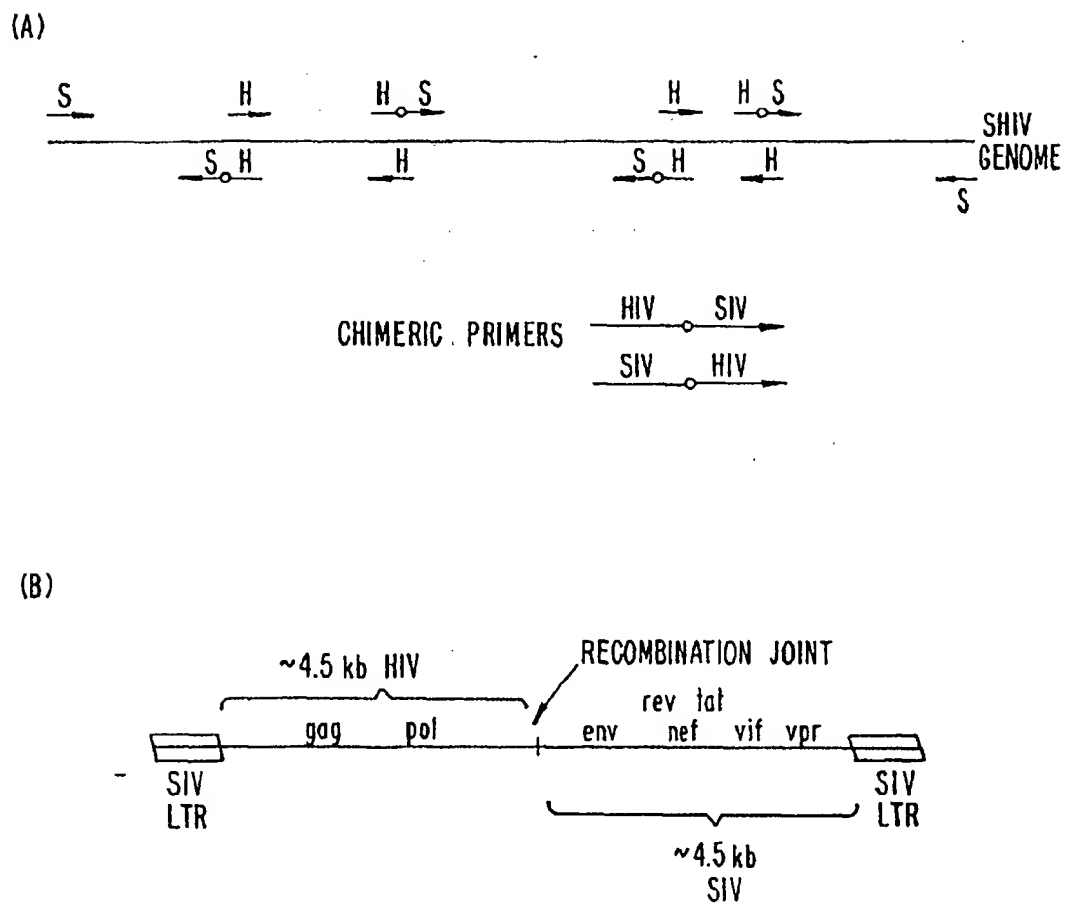 (A)
S H H S H H S
SHIV
GENOME
S H H S H H S
HIV SIV
CHIMERIC PRIMERS
SIV HIV
(B)
RECOMBINATION JOINT
~4.5 kb HIV
rev tat
gag pol env nef vif vpr
SIV
LTR
SIV
LTR
~4.5 kb
SIV